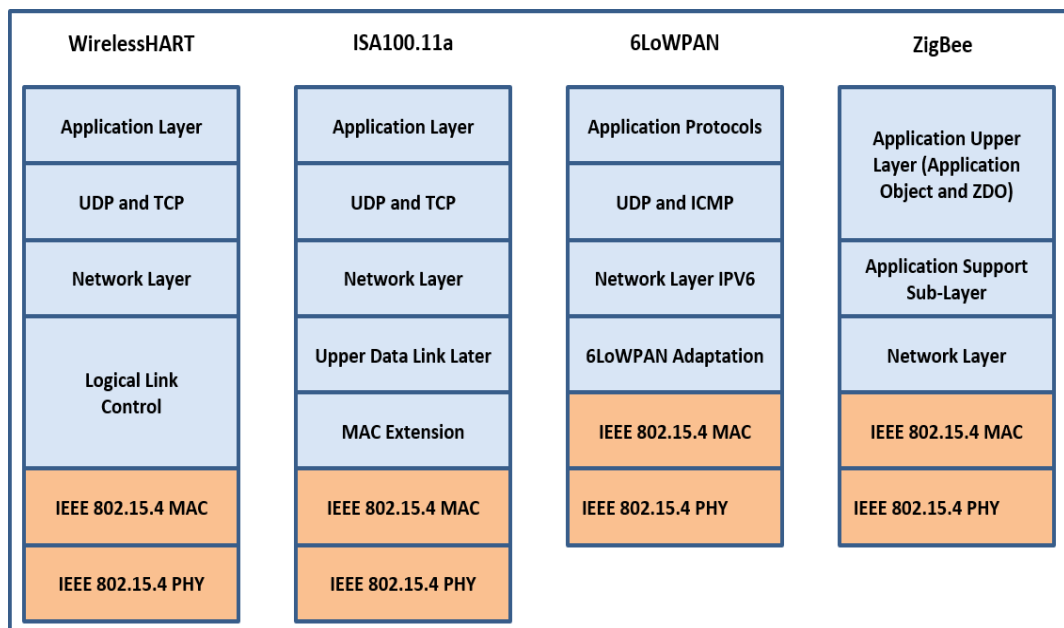 WirelessHART
Application Layer
UDP and TCP
Network Layer
Logical Link
Control
IEEE 802.15.4 MAC
IEEE 802.15.4 PHY
ISA100.11a
Application Layer
UDP and TCP
Network Layer
Upper Data Link Later
MAC Extension
IEEE 802.15.4 MAC
IEEE 802.15.4 PHY
6LoWPAN
Application Protocols
UDP and ICMP
Network Layer IPV6
6LoWPAN Adaptation
IEEE 802.15.4 MAC
IEEE 802.15.4 PHY
ZigBee
Application Upper
Layer (Application
Object and ZDO)
Application Support
Sub-Layer
Network Layer
IEEE 802.15.4 MAC
IEEE 802.15.4 PHY